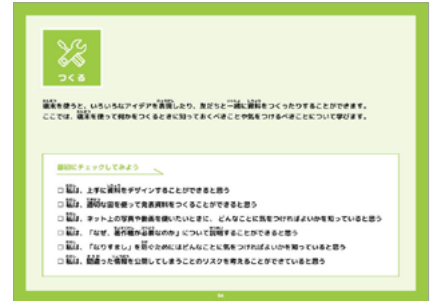 つくる
端末を使うと、いろいろなアイデアを表現したり、友だちと一緒に資料をつくったりすることができます。
ここでは、端末を使って何かをつくるときに知っておくべきことや気をつけるべきことについて学びます。
最初にチェックしてみよう
□ 私は、上手に資料をデザインすることができると思う
□ 私は、適切な図を使って発表資料をつくることができると思う
□ 私は、ネット上の写真や動画を使いたいときに、どんなことに気をつければよいかを知っていると思う
□ 私は、「なぜ、著作権が必要なのか」について説明することができると思う
□ 私は、「なりすまし」を防ぐためにはどんなことに気をつければよいかを知っていると思う
□ 私は、間違った情報を公開してしまうことのリスクを考えることができていると思う